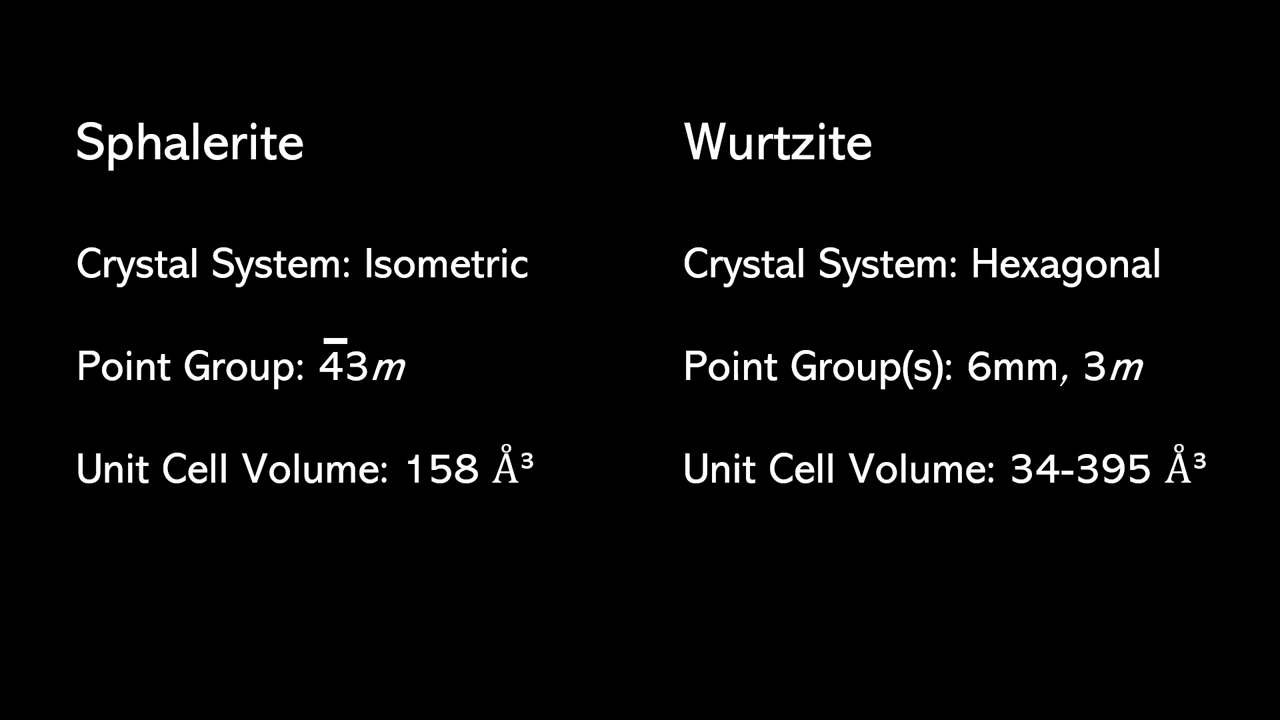 Sphalerite
Crystal System: Isometric
Point Group: 4̅3m
Unit Cell Volume: 158 Å³
Wurtzite
Crystal System: Hexagonal
Point Group(s): 6mm, 3m
Unit Cell Volume: 34-395 Å³